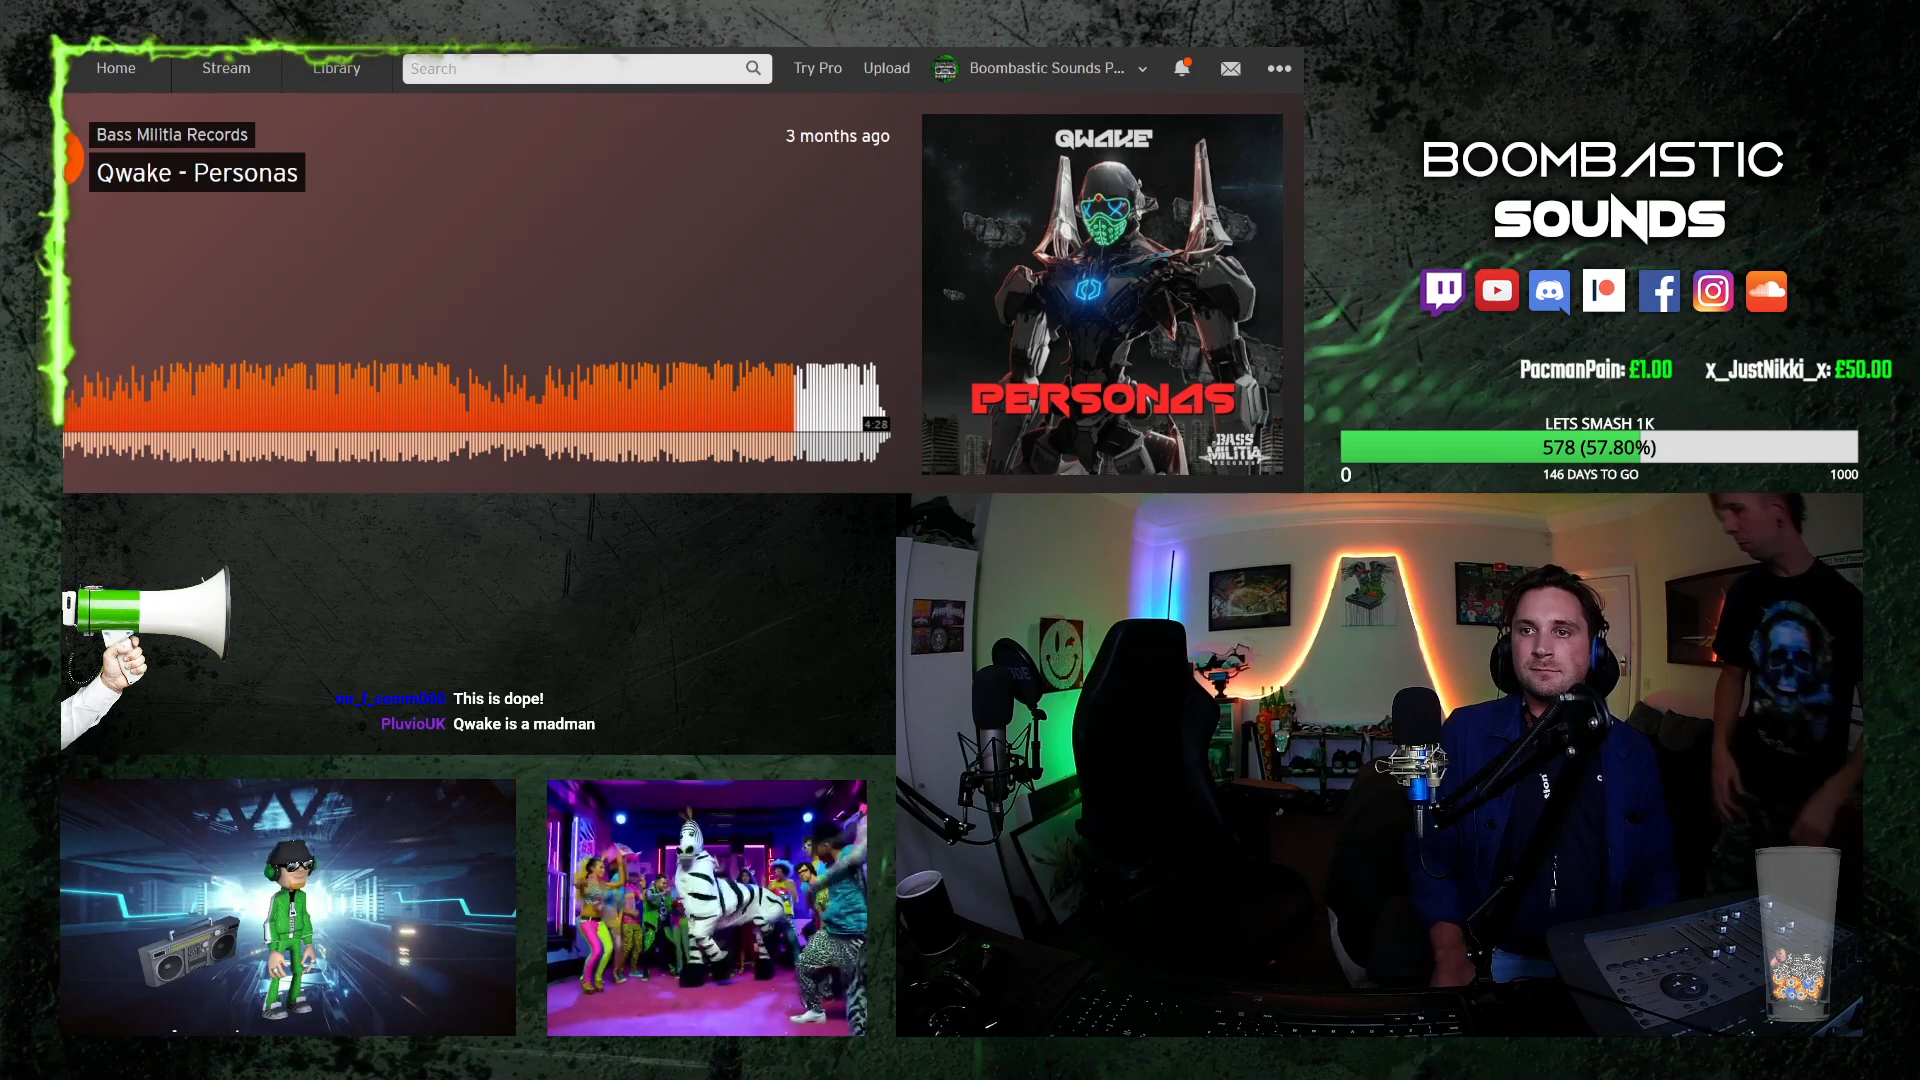 Home
Stream
Library
Search
Try Pro
Upload
Boombastic Sounds P...
Bass Militia Records
Qwake - Personas
3 months ago
4:28
QWAKE
PERSONAS
BASS
MILITIA
RECORDS
BOOMBASTIC
SOUNDS
PacmanPain: £1.00
x_JustNikki_x: £50.00
LETS SMASH 1K
578 (57.80%)
0
146 DAYS TO GO
1000
This is dope!
PluvioUK Qwake is a madman